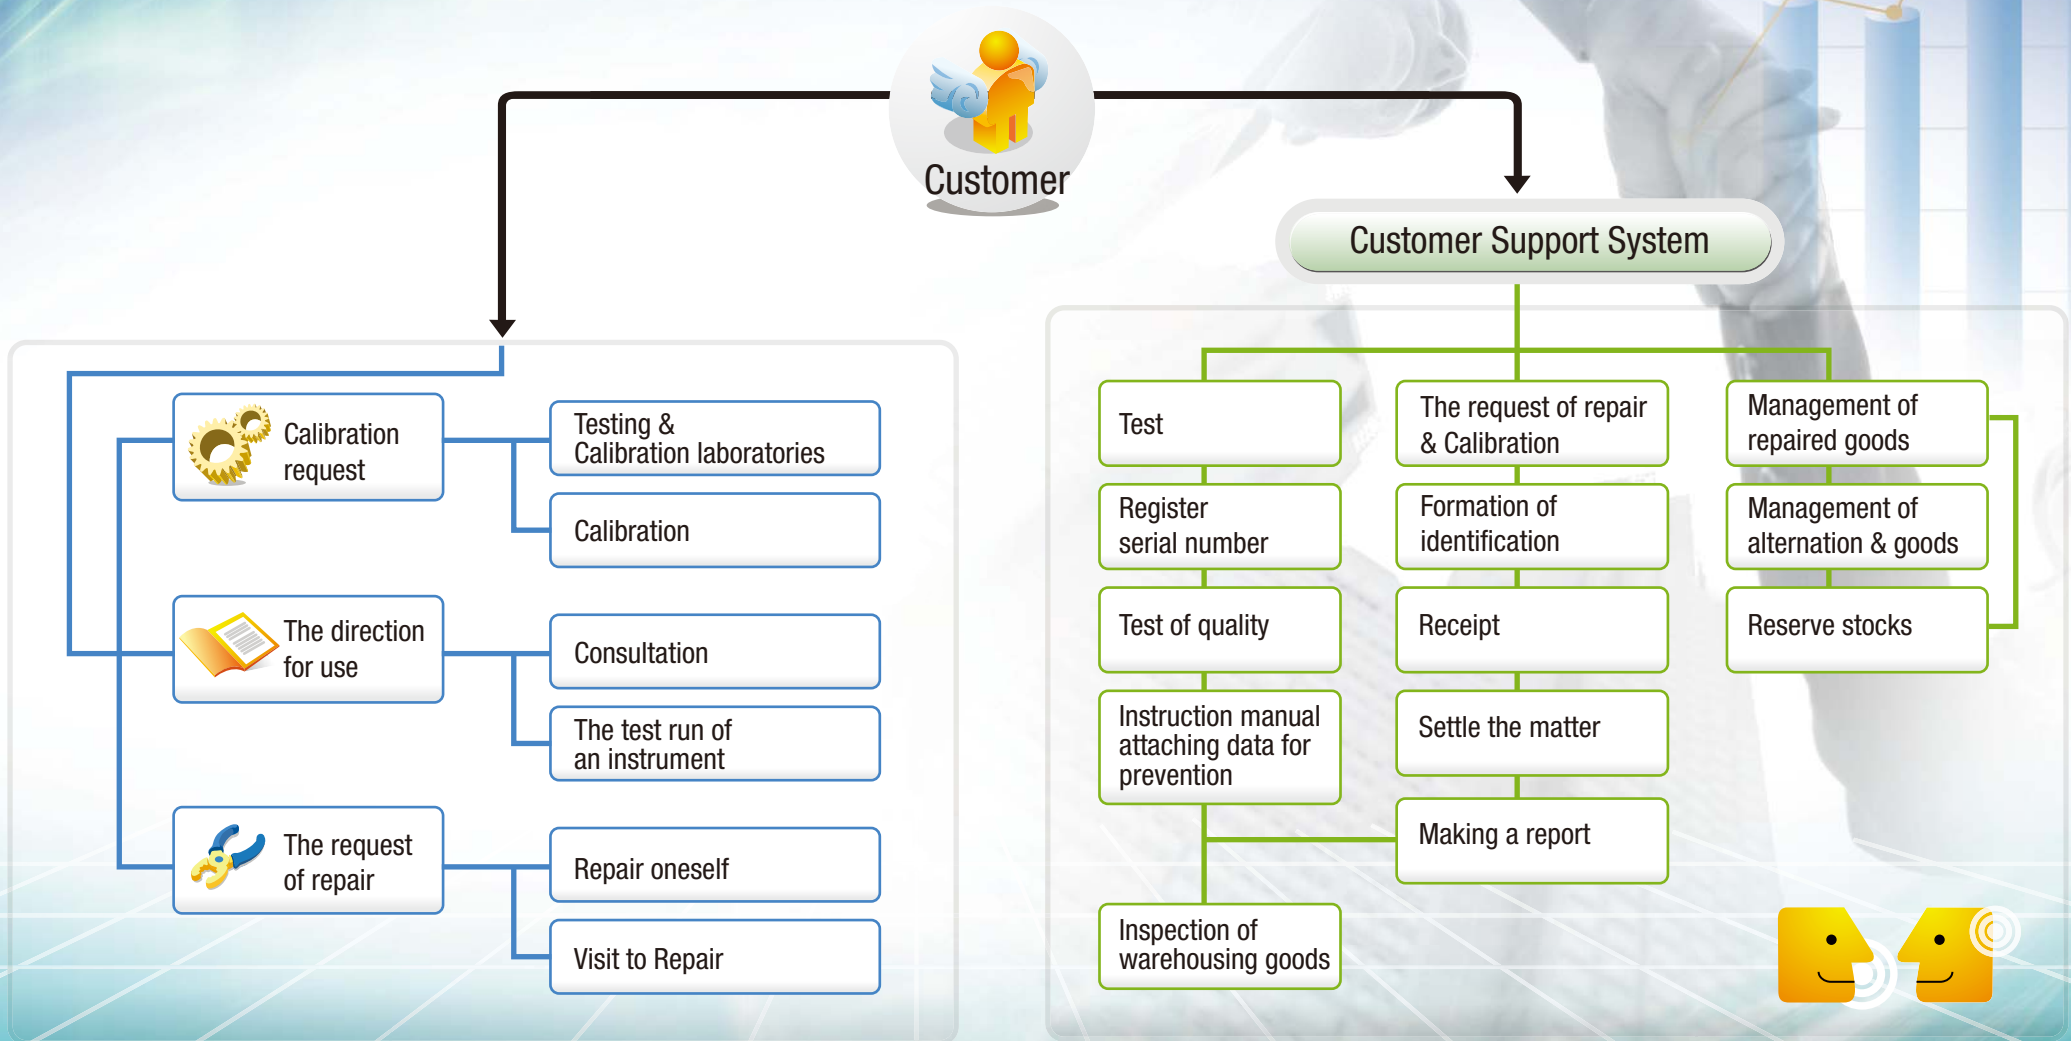 Customer
Customer Support System
Calibration
request
Testing &
Calibration laboratories
Calibration
The direction
for use
Consultation
The test run of
an instrument
The request
of repair
Repair oneself
Visit to Repair
Test
Register
serial number
Test of quality
Instruction manual
attaching data for
prevention
Inspection of
warehousing goods
The request of repair
& Calibration
Formation of
identification
Receipt
Settle the matter
Making a report
Management of
repaired goods
Management of
alternation & goods
Reserve stocks